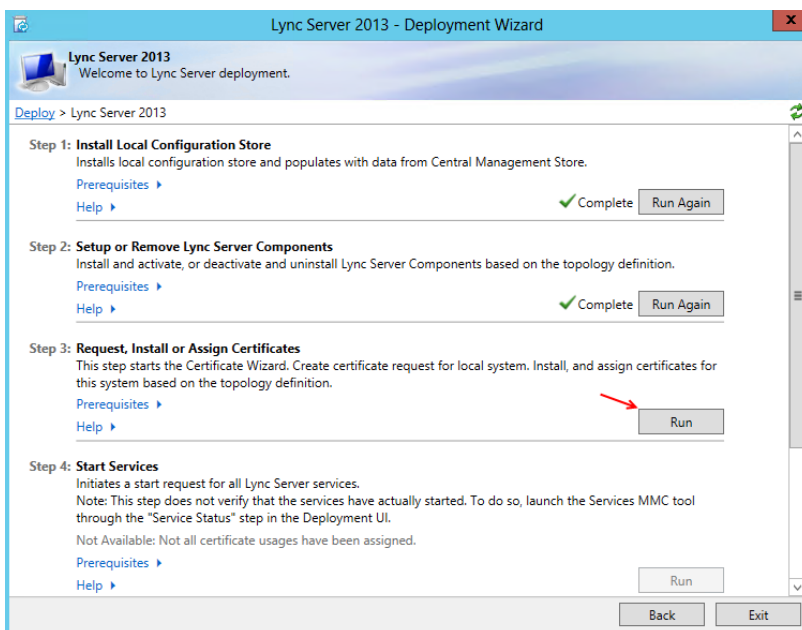 Lync Server 2013 - Deployment Wizard
x
Lync Server 2013
Welcome to Lync Server deployment.
Deploy > Lync Server 2013
Step 1: Install Local Configuration Store
Installs local configuration store and populates with data from Central Management Store.
Prerequisites
Help
Complete Run Again
Step 2: Setup or Remove Lync Server Components
Install and activate, or deactivate and uninstall Lync Server Components based on the topology definition.
Prerequisites
Help
Complete Run Again
Step 3: Request, Install or Assign Certificates
This step starts the Certificate Wizard. Create certificate request for local system. Install, and assign certificates for
this system based on the topology definition.
Prerequisites
Help
Run
Step 4: Start Services
Initiates a start request for all Lync Server services.
Note: This step does not verify that the services have actually started. To do so, launch the Services MMC tool
through the "Service Status" step in the Deployment UI.
Not Available: Not all certificate usages have been assigned.
Prerequisites
Help
Run
Back Exit